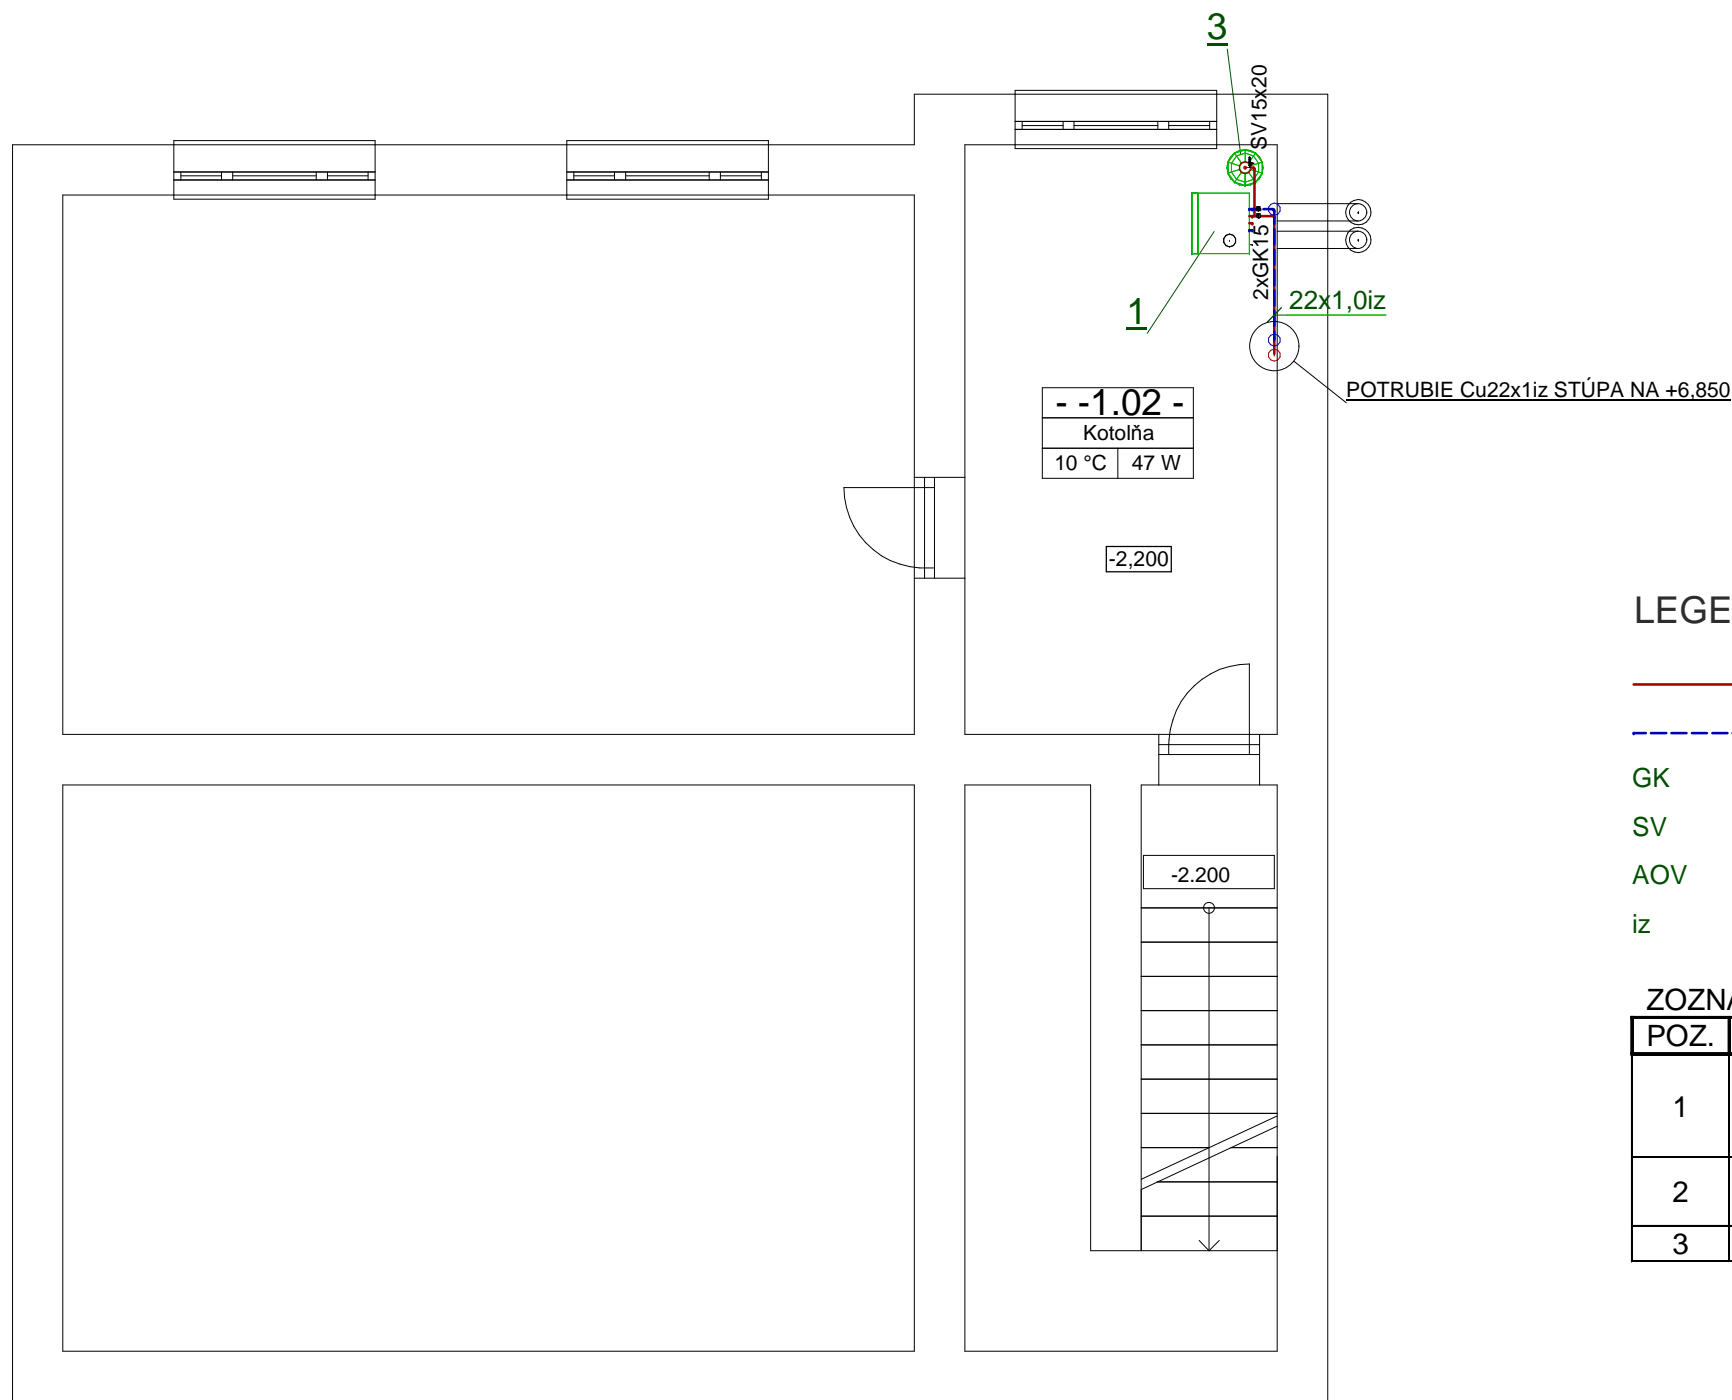 3
SV15x20
2xGK15
1
22x1,0iz
POTRUBIE Cu22x1iz STÚPA NA +6,850
- -1.02 -
Kotolňa
10 °C 47 W
-2,200
-2.200
LEGE
GK
SV
AOV
iz
ZOZNA
POZ.
1
2
3